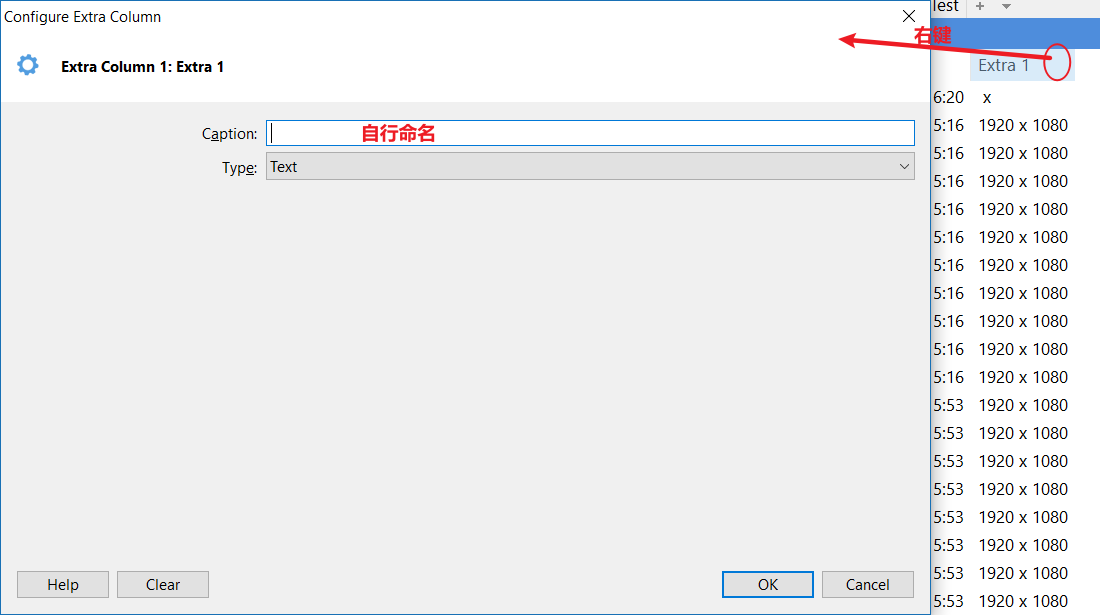 Configure Extra Column
Extra Column 1: Extra 1
Caption:
自行命名
Type:
Text
Help
Clear
OK
Cancel
est
+
右键
Extra 1
6:20 x
5:16 1920 x 1080
5:16 1920 x 1080
5:16 1920 x 1080
5:16 1920 x 1080
5:16 1920 x 1080
5:16 1920 x 1080
5:16 1920 x 1080
5:16 1920 x 1080
5:16 1920 x 1080
5:16 1920 x 1080
5:53 1920 x 1080
5:53 1920 x 1080
5:53 1920 x 1080
5:53 1920 x 1080
5:53 1920 x 1080
5:53 1920 x 1080
5:53 1920 x 1080
5:53 1920 x 1080